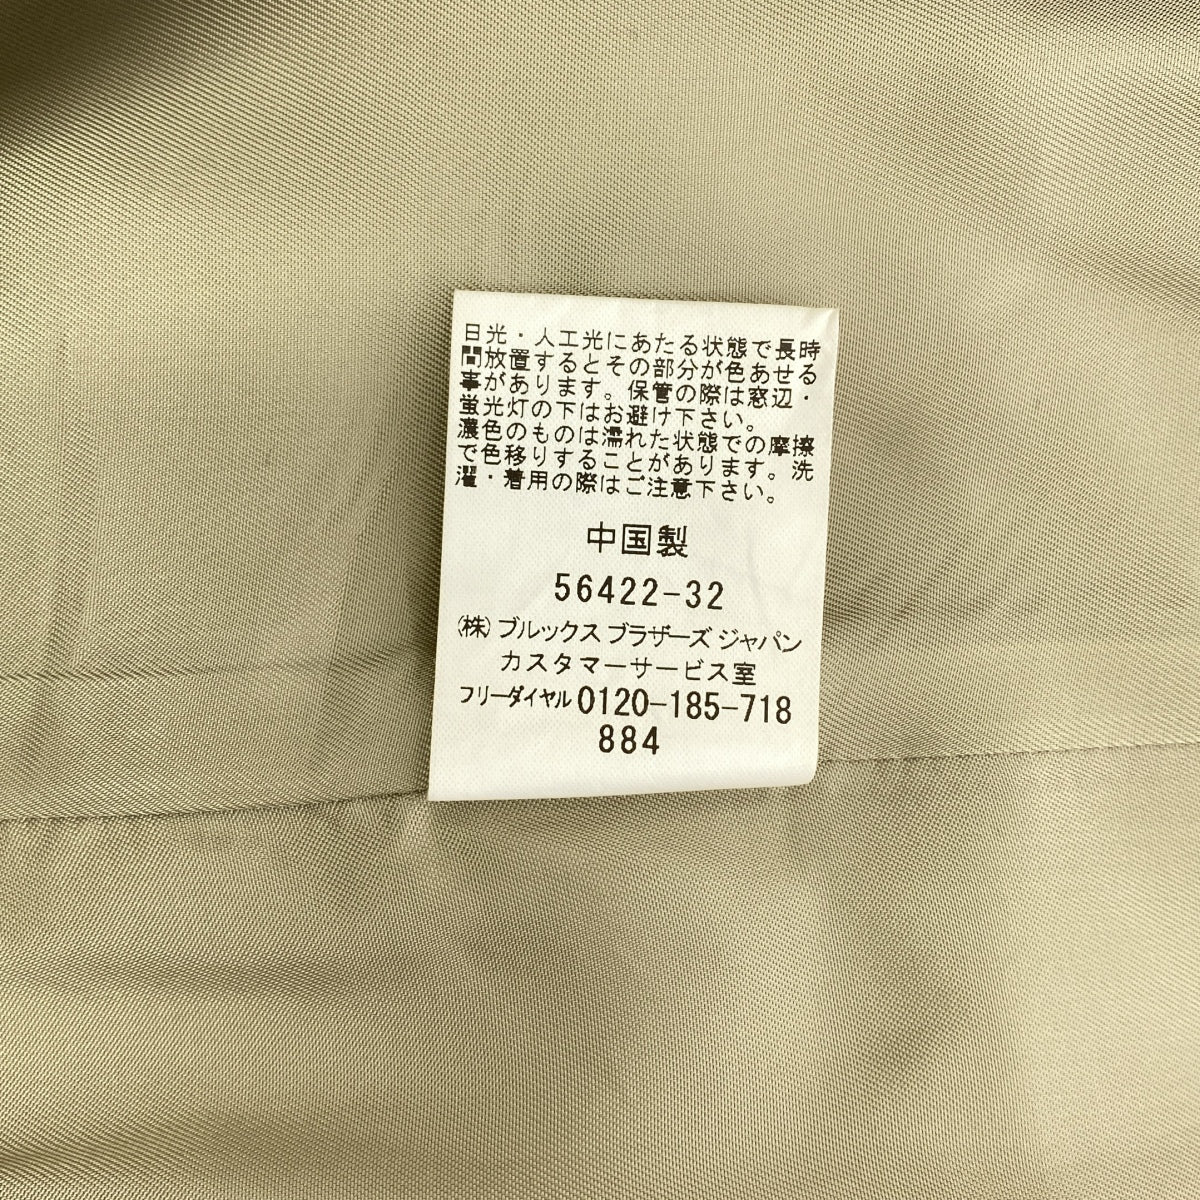 日光・人工光にあたる状態で長時
間放置するとその部分が色あせる
事があります。保管の際は窓辺・
蛍光灯の下はお避け下さい。
濃色のものは濡れた状態での摩擦
で色移りすることがあります。洗
濯・着用の際はご注意下さい。
中国製
56422-32
(株)ブルックス ブラザーズ ジャパン
カスタマーサービス室
フリーダイヤル 0120-185-718
884